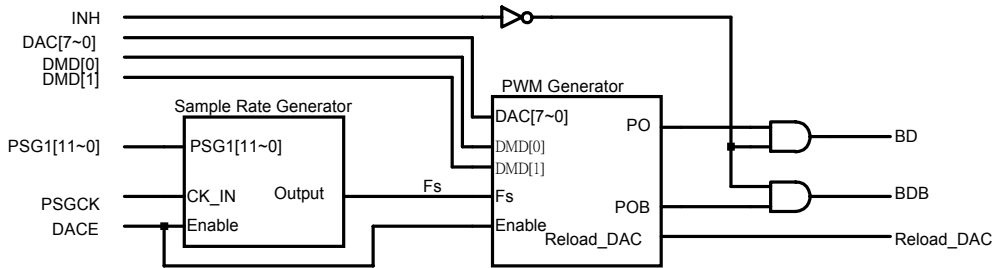 INH
DAC[7~0]
DMD[0]
DMD[1]
PWM Generator
Sample Rate Generator
DAC[7~0]
PO
BD
PSG1[11~0]
PSG1[11~0]
DMD[0]
DMD[1]
Fs
PSGCK
CK_IN
Output
Fs
POB
BDB
DACE
Enable
Enable
Reload_DAC
Reload_DAC